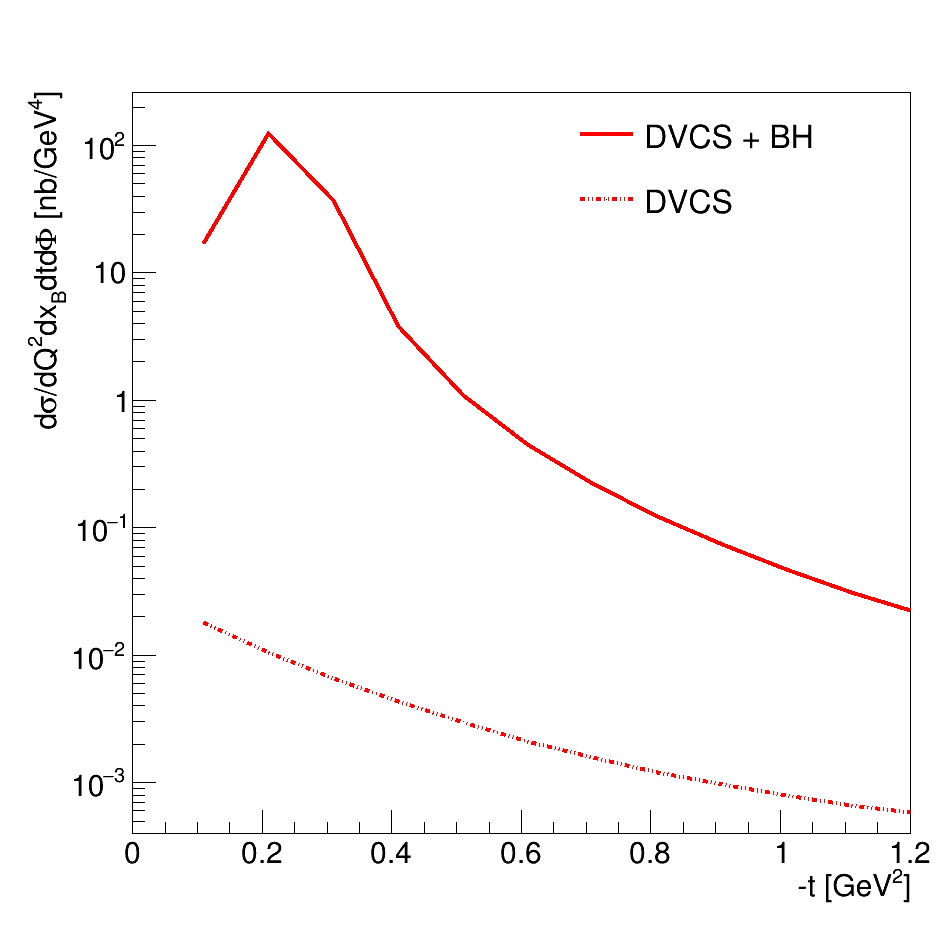 dσ/dQ²dx_BdtdΦ [nb/GeV⁴]
DVCS + BH
DVCS
10²
10
1
10⁻¹
10⁻²
10⁻³
0 0.2 0.4 0.6 0.8 1 1.2
-t [GeV²]